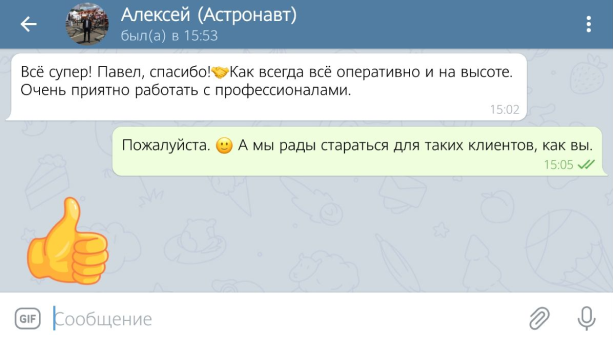 Алексей (Астронавт)
был(а) в 15:53
Всё супер! Павел, спасибо!🤝Как всегда всё оперативно и на высоте.
Очень приятно работать с профессионалами.
15:02
Пожалуйста. 🙂 А мы рады стараться для таких клиентов, как вы.
15:05
GIF
Сообщение